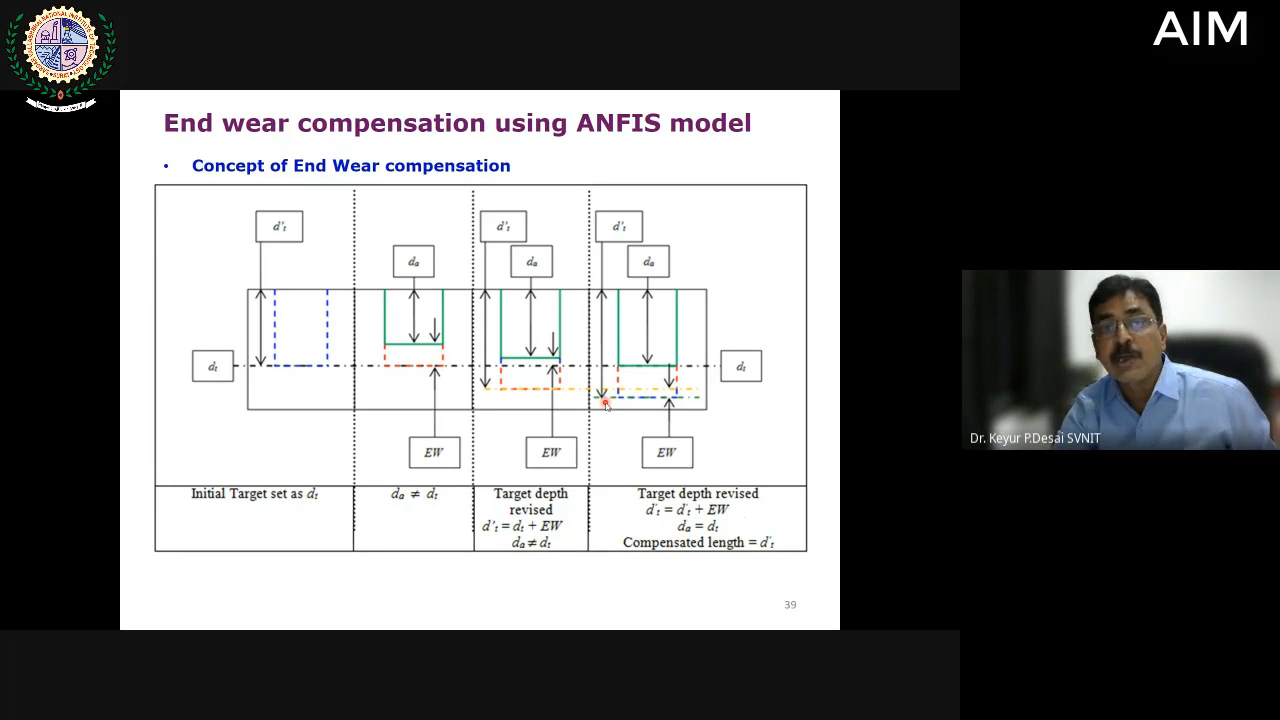 AIM
End wear compensation using ANFIS model
• Concept of End Wear compensation
d't
d't
d't
da
da
da
dt
dt
EW
EW
EW
Initial Target set as dt
da ≠ dt
Target depth
revised
d't = dt + EW
da ≠ dt
Target depth revised
d't = d't + EW
da = dt
Compensated length = d't
39
Dr. Keyur P.Desai SVNIT